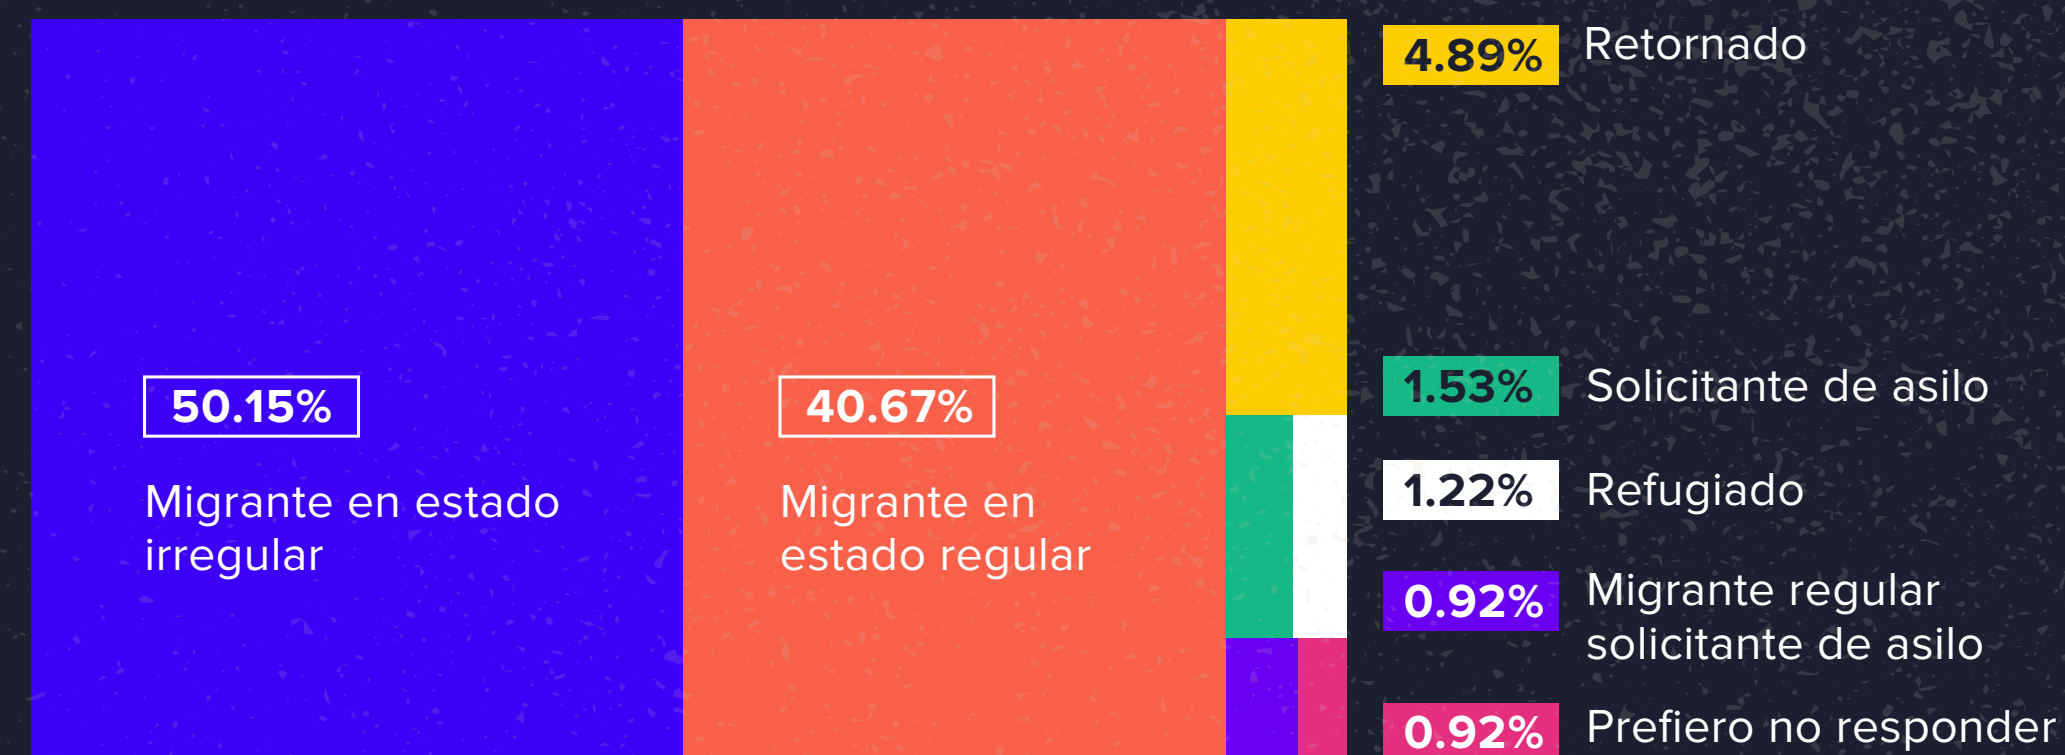 50.15%
Migrante en estado
irregular
40.67%
Migrante en
estado regular
4.89%
Retornado
1.53%
Solicitante de asilo
1.22%
Refugiado
0.92%
Migrante regular
solicitante de asilo
0.92%
Prefiero no responder